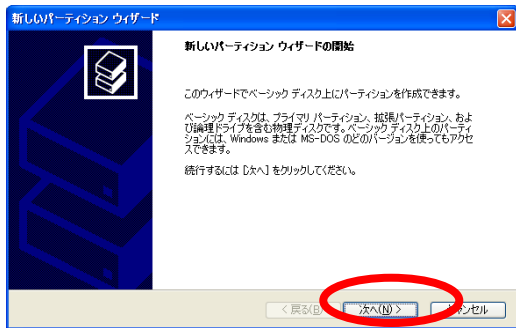 新しいパーティション ウィザード
新しいパーティション ウィザードの開始
このウィザードでベーシック ディスク上にパーティションを作成できます。
ベーシック ディスクは、プライマリ パーティション、拡張パーティション、およ
び論理ドライブを含む物理ディスクです。ベーシック ディスク上のパーティ
ションには、Windows または MS-DOS のどのバージョンを使ってもアクセ
スできます。
続行するには [次へ] をクリックしてください。
< 戻る(B) 次へ(N) > キャンセル